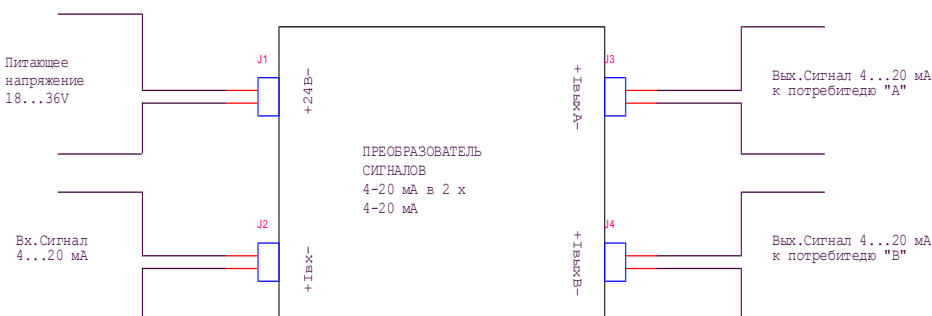 Питающее
напряжение
18...36V
J1
+24В-
J3
+IвыхА-
Вых.Сигнал 4...20 мА
к потребитедю "А"
ПРЕОБРАЗОВАТЕЛЬ
СИГНАЛОВ
4-20 мА в 2 х
4-20 мА
Вх.Сигнал
4...20 мА
J2
+Iвх-
J4
+IвыхВ-
Вых.Сигнал 4...20 мА
к потребитедю "В"